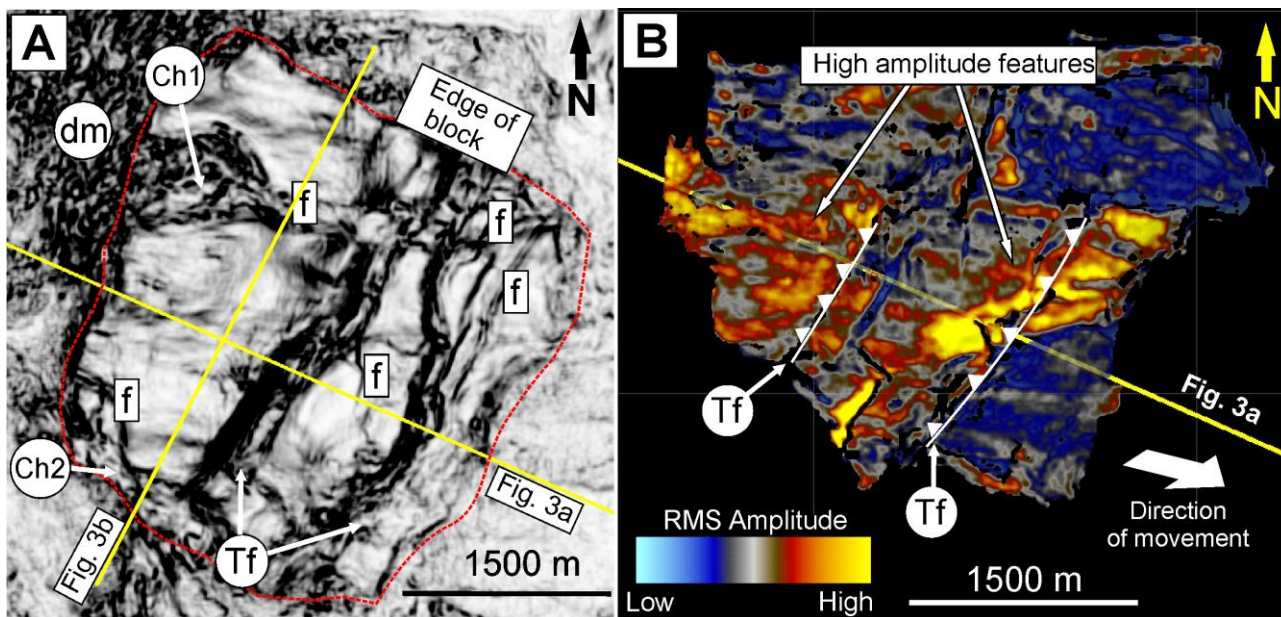 A
Ch1
dm
N
Edge of
block
f
f
f
f
f
Ch2
Tf
Fig. 3a
Fig. 3b
1500 m
B
High amplitude features
N
Tf
Tf
Fig. 3a
Direction
of movement
RMS Amplitude
Low
High
1500 m